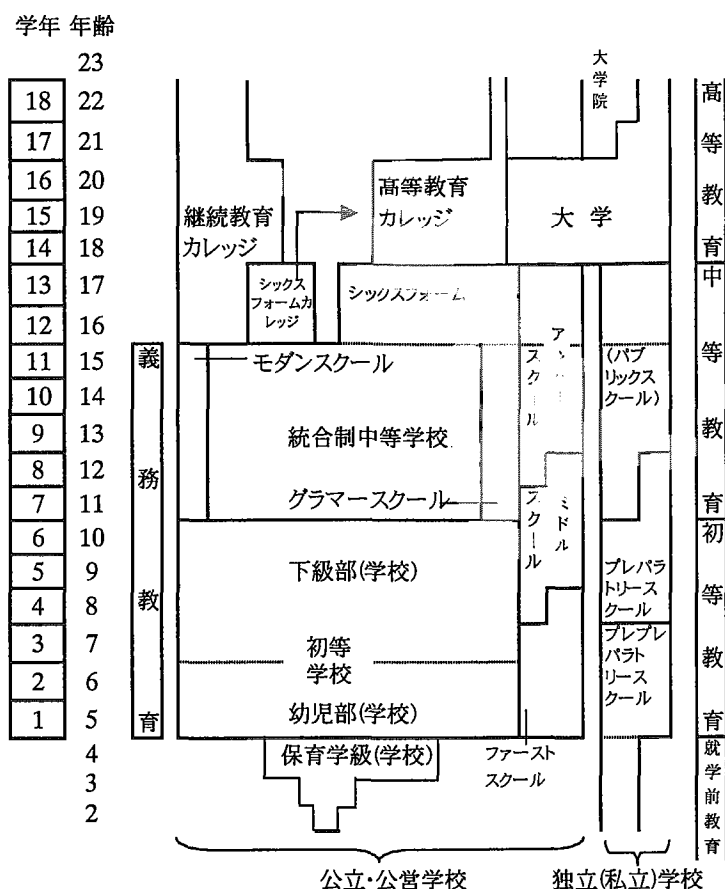 学年 年齢
23
18 22
17 21
16 20
15 19
14 18
13 17
12 16
11 15
10 14
9 13
8 12
7 11
6 10
5 9
4 8
3 7
2 6
1 5
4
3
2
義務教育
継続教育
カレッジ
シックス
フォームカ
レッジ
高等教育
カレッジ
シックスフォーム
大学
大学院
モダンスクール
統合制中等学校
グラマースクール
スクール
ミドル
スクール
下級部(学校)
初等
学校
幼児部(学校)
保育学級(学校)
ファースト
スクール
(パブ
リックス
クール)
プレパラ
トリース
クール
プレプレ
パラト
リース
クール
高等教育
中等教育
初等教育
就学前教育
公立・公営学校
独立(私立)学校